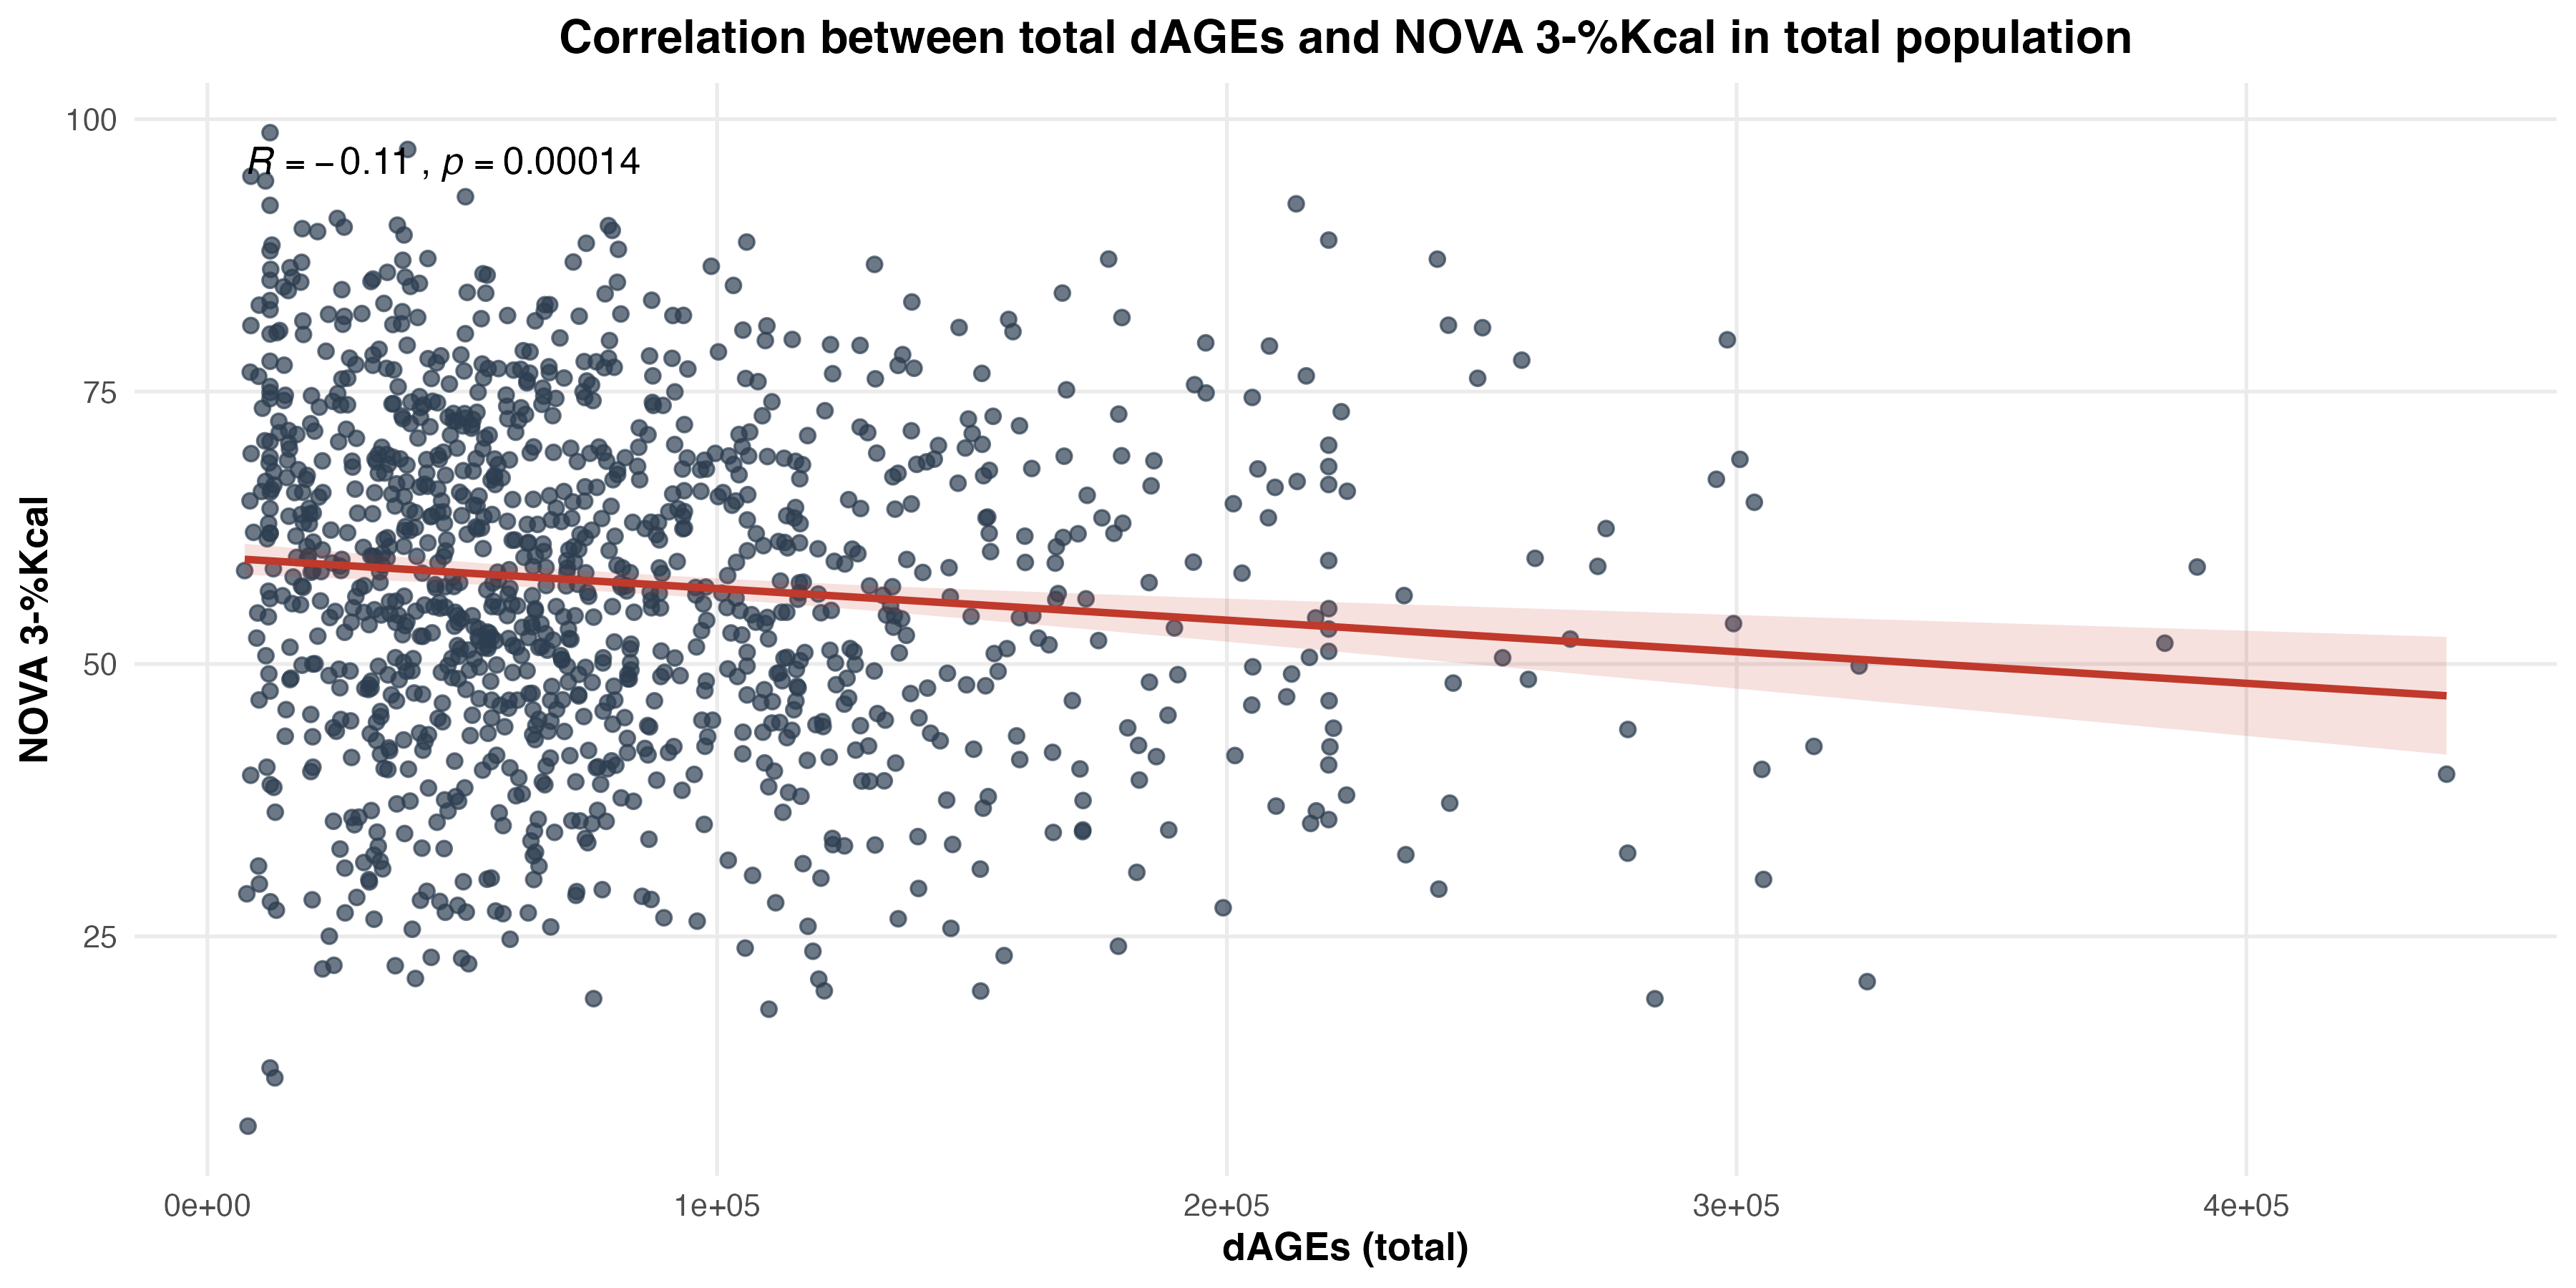 Correlation between total dAGEs and NOVA 3-%Kcal in total population
R = −0.11 , p = 0.00014
100
75
50
25
NOVA 3-%Kcal
0e+00 1e+05 2e+05 3e+05 4e+05
dAGEs (total)